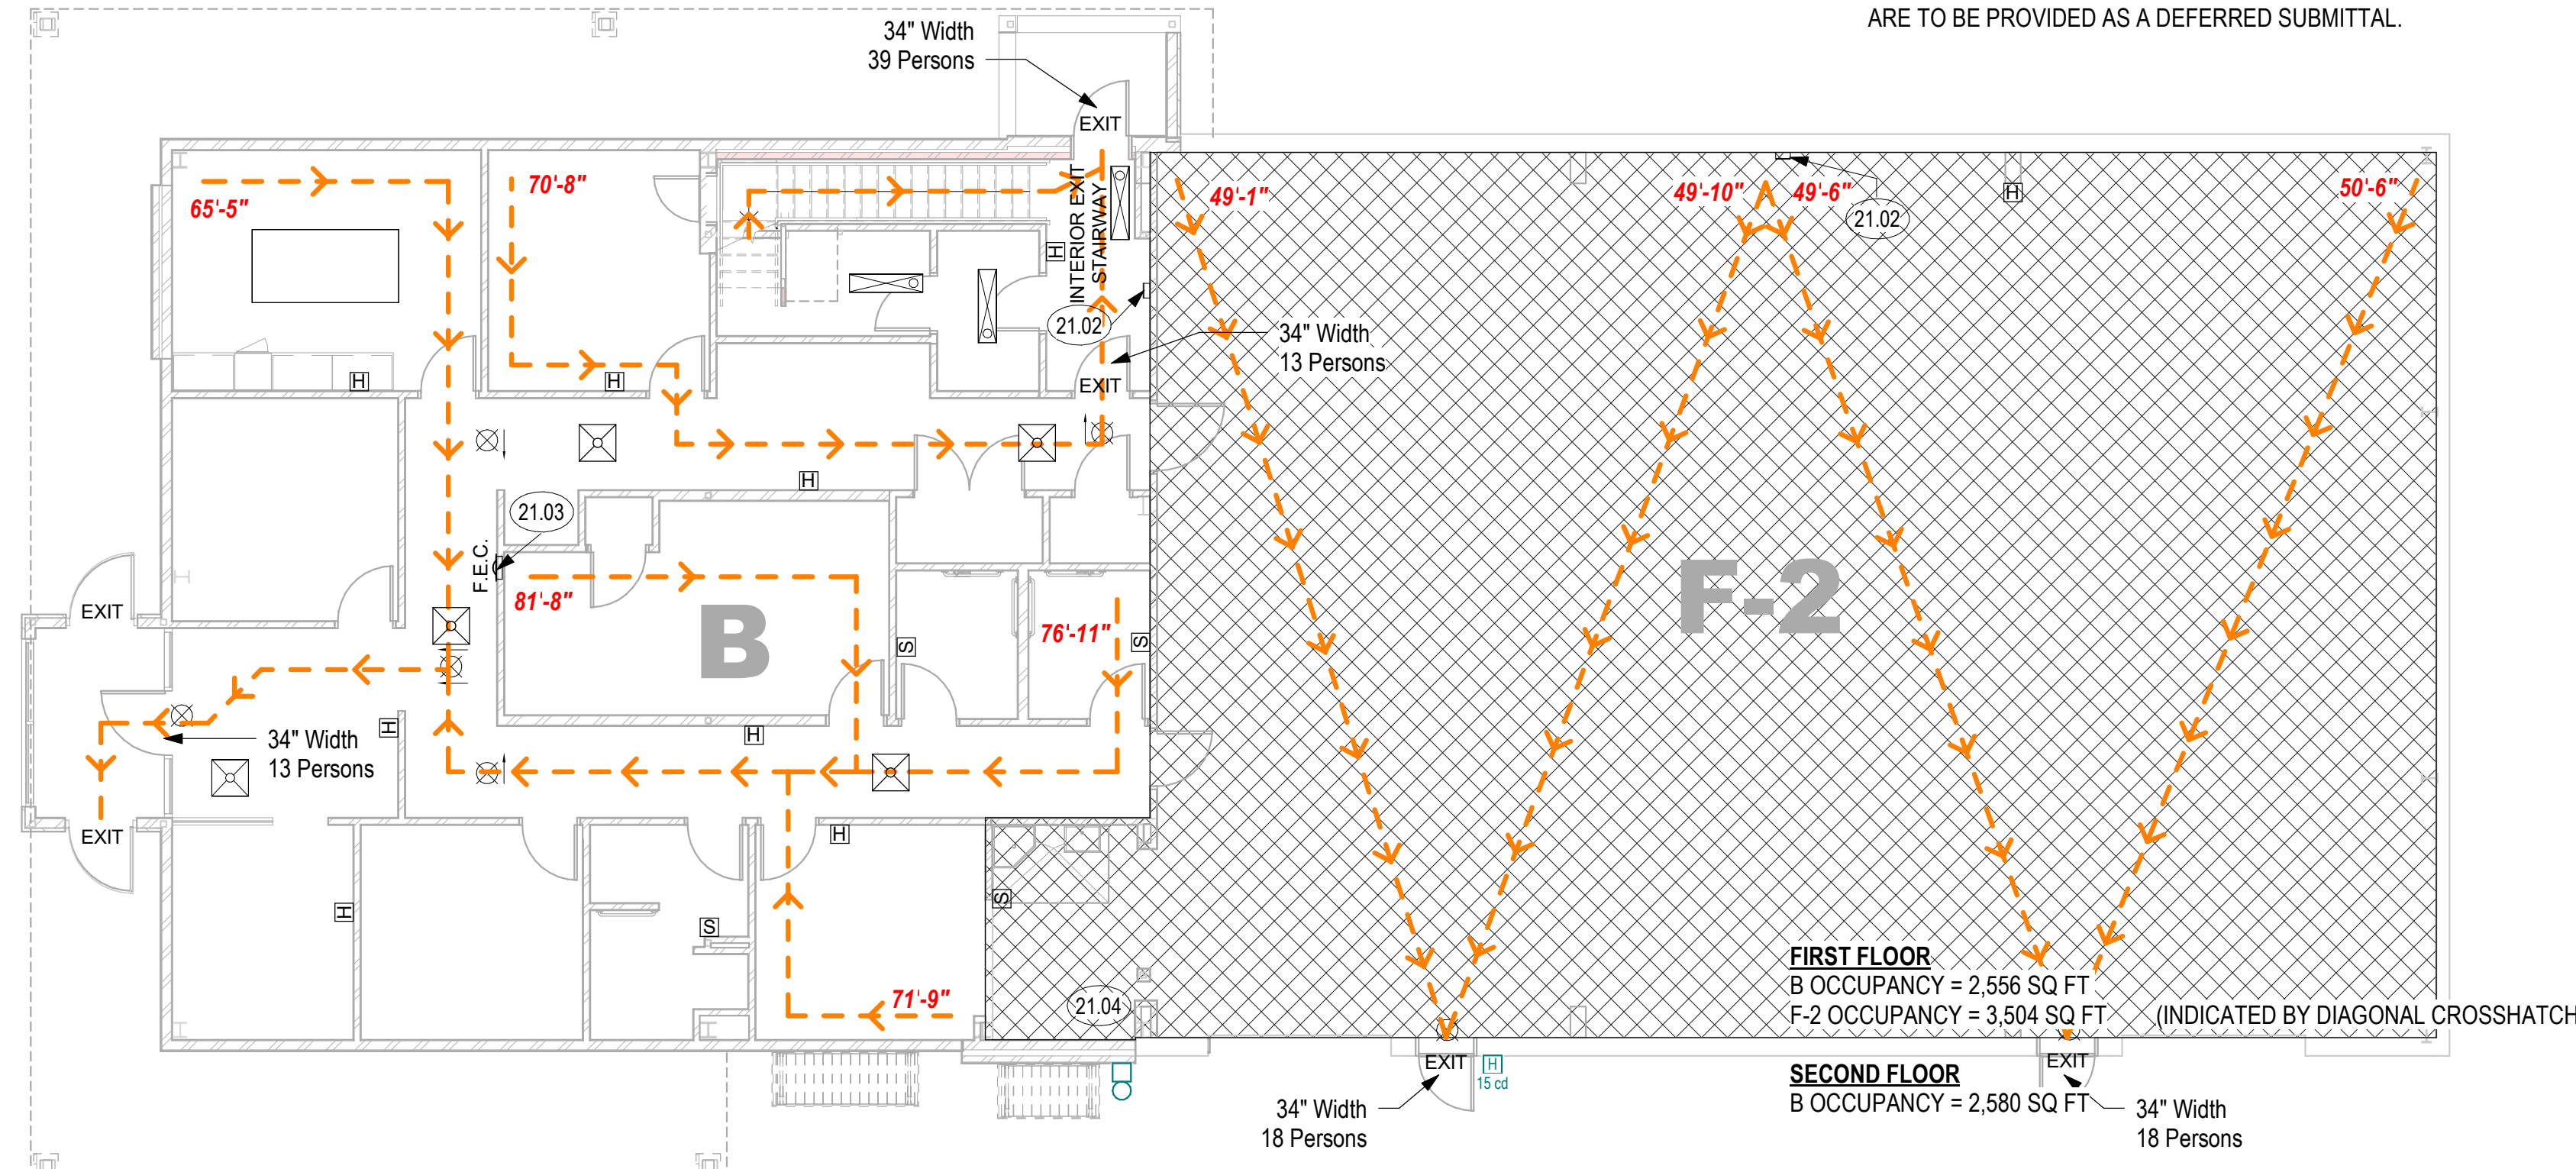 ARE TO BE PROVIDED AS A DEFERRED SUBMITTAL.
34" Width
39 Persons
EXIT
65'-5"
70'-8"
INTERIOR EXIT
STAIRWAY
49'-1"
49'-10"
49'-6"
50'-6"
H
21.02
H
21.02
34" Width
13 Persons
H
H
EXIT
H
21.03
F.E.C.
81'-8"
B
F-2
EXIT
76'-11"
S
S
H
H
34" Width
13 Persons
EXIT
H
H
S
S
71'-9"
21.04
FIRST FLOOR
B OCCUPANCY = 2,556 SQ FT
F-2 OCCUPANCY = 3,504 SQ FT (INDICATED BY DIAGONAL CROSSHATCH
EXIT
H
15 cd
EXIT
SECOND FLOOR
B OCCUPANCY = 2,580 SQ FT
34" Width
18 Persons
34" Width
18 Persons